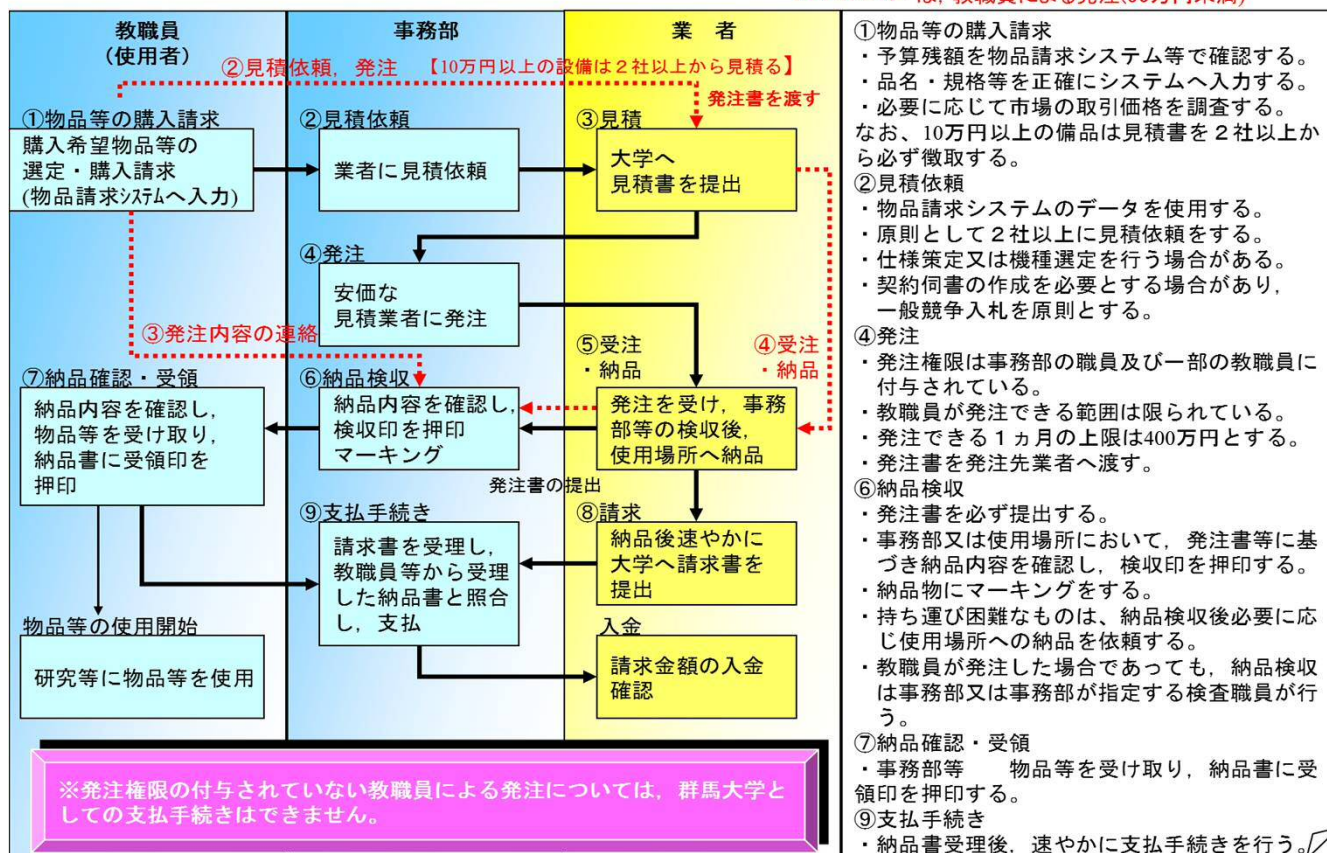 は，教職員による発注(
教職員
(使用者)
事務部
業 者
②見積依頼，発注 【10万円以上の設備は２社以上から見積る】
発注書を渡す
①物品等の購入請求
購入希望物品等の
選定・購入請求
(物品請求ｼｽﾃﾑへ入力)
②見積依頼
業者に見積依頼
③見積
大学へ
見積書を提出
④発注
安価な
見積業者に発注
③発注内容の連絡
⑤受注
・納品
④受注
・納品
⑦納品確認・受領
納品内容を確認し，
物品等を受け取り，
納品書に受領印を
押印
⑥納品検収
納品内容を確認し，
検収印を押印
マーキング
発注を受け，事務
部等の検収後，
使用場所へ納品
発注書の提出
⑨支払手続き
請求書を受理し，
教職員等から受理
した納品書と照合
し，支払
⑧請求
納品後速やかに
大学へ請求書を
提出
物品等の使用開始
研究等に物品等を使用
入金
請求金額の入金
確認
※発注権限の付与されていない教職員による発注については，群馬大学と
しての支払手続きはできません。
①物品等の購入請求
・予算残額を物品請求システム等で確認する。
・品名・規格等を正確にシステムへ入力する。
・必要に応じて市場の取引価格を調査する。
なお、10万円以上の備品は見積書を２社以上か
ら必ず徴取する。
②見積依頼
・物品請求システムのデータを使用する。
・原則として２社以上に見積依頼をする。
・仕様策定又は機種選定を行う場合がある。
・契約伺書の作成を必要とする場合があり，
一般競争入札を原則とする。
④発注
・発注権限は事務部の職員及び一部の教職員に
付与されている。
・教職員が発注できる範囲は限られている。
・発注できる１ヵ月の上限は400万円とする。
・発注書を発注先業者へ渡す。
⑥納品検収
・発注書を必ず提出する。
・事務部又は使用場所において，発注書等に基
づき納品内容を確認し，検収印を押印する。
・納品物にマーキングをする。
・持ち運び困難なものは、納品検収後必要に応
じ使用場所への納品を依頼する。
・教職員が発注した場合であっても，納品検収
は事務部又は事務部が指定する検査職員が行
う。
⑦納品確認・受領
・事務部等 物品等を受け取り，納品書に受
領印を押印する。
⑨支払手続き
・納品書受理後，速やかに支払手続きを行う。